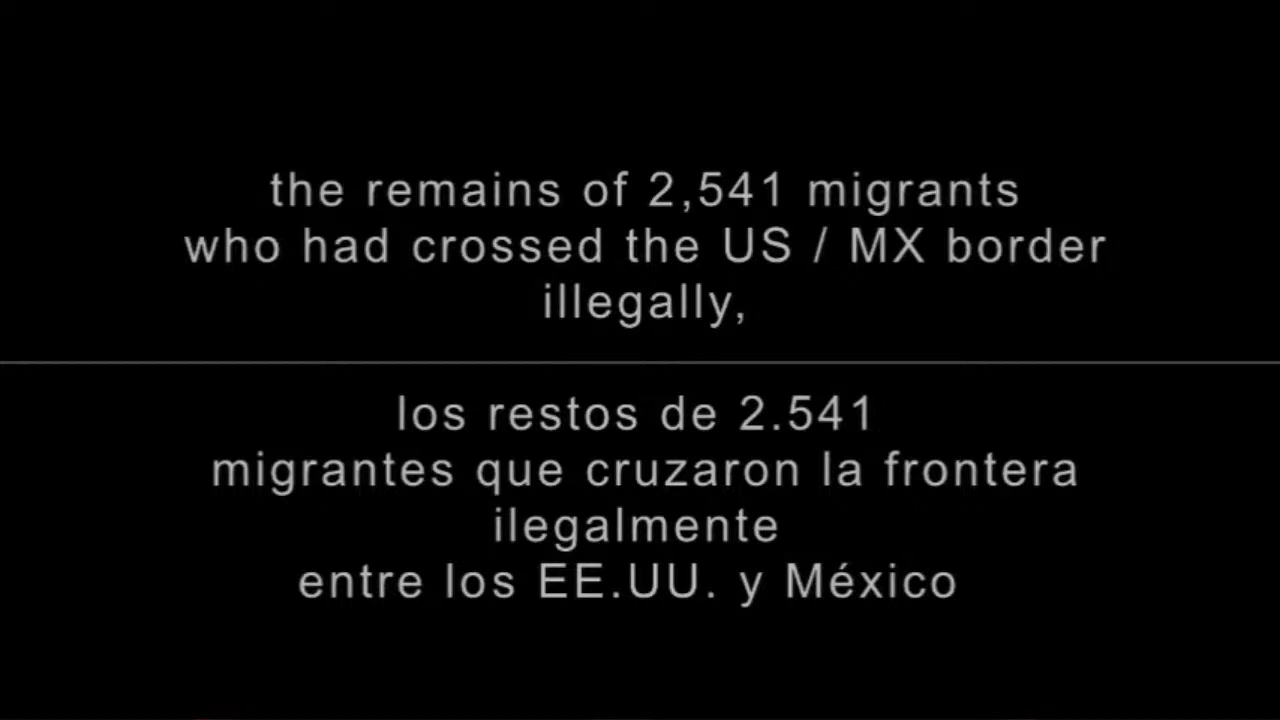 the remains of 2,541 migrants
who had crossed the US / MX border
illegally,
los restos de 2.541
migrantes que cruzaron la frontera
ilegalmente
entre los EE.UU. y México